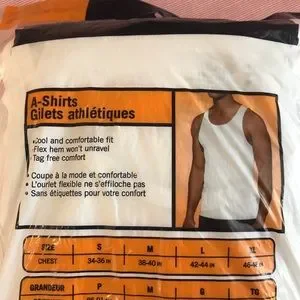 A-Shirts
Gilets athlétiques
Cool and comfortable fit
Flex hem won't unravel
Tag free comfort
• Coupe à la mode et confortable
• L'ourlet flexible ne s'effiloche pas
• Sans étiquettes pour votre confort
SIZE S M L XL
CHEST 34-36 IN 38-40 IN 42-44 IN 46-48 IN
GRANDEUR P M G TG